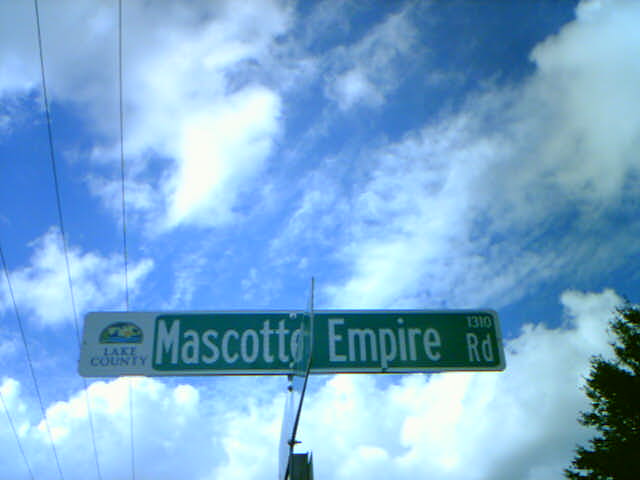 LAKE
COUNTY
Mascotte Empire Rd
1310